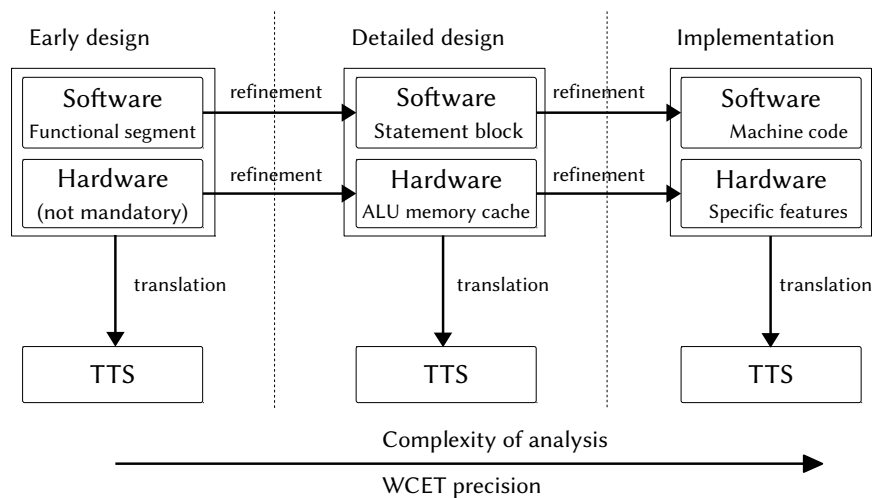 Early design
Detailed design
Implementation
Software
Functional segment
refinement
Software
Statement block
refinement
Software
Machine code
Hardware
(not mandatory)
refinement
Hardware
ALU memory cache
refinement
Hardware
Specific features
translation
translation
translation
TTS
TTS
TTS
Complexity of analysis
WCET precision